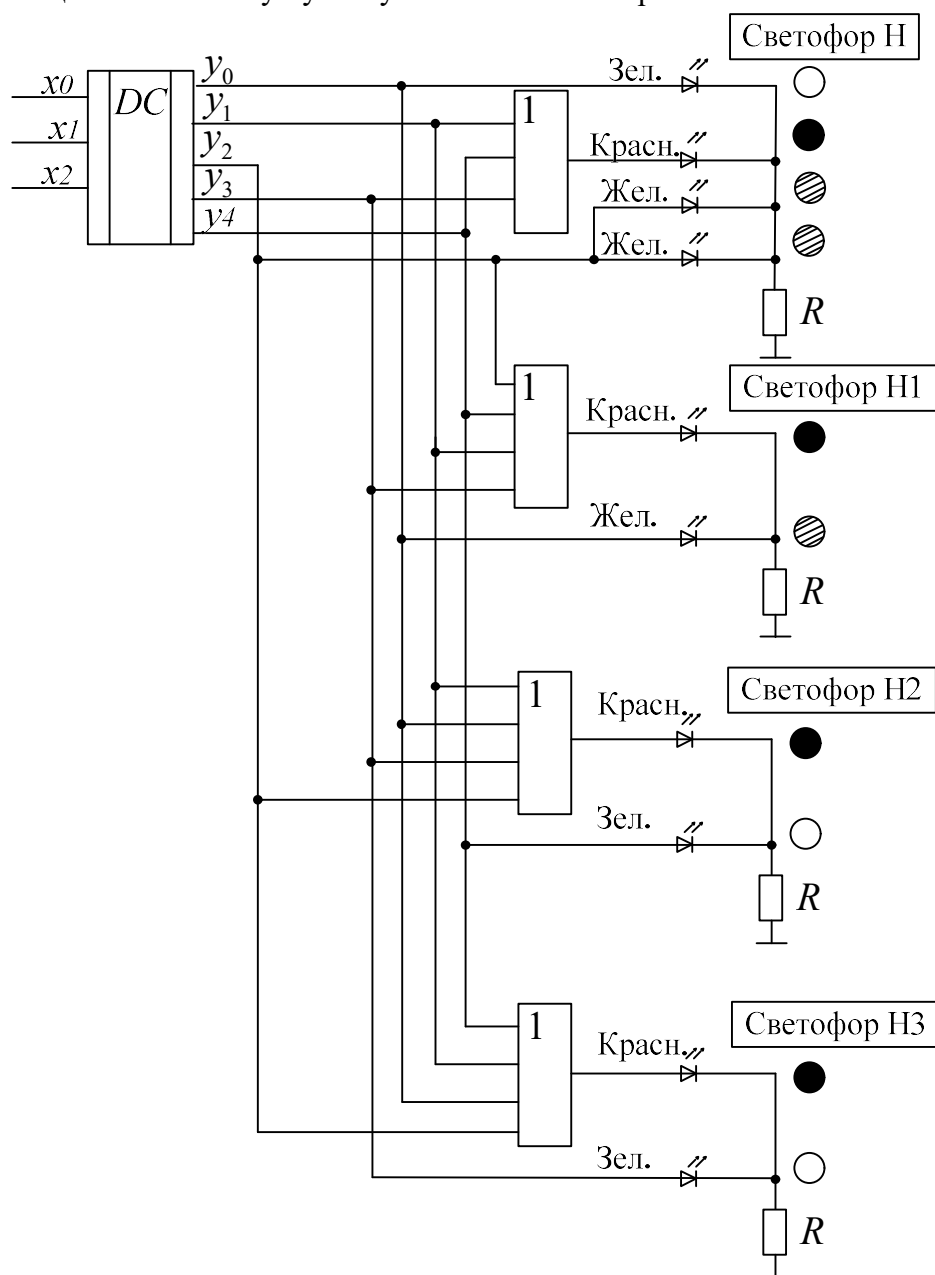 Светофор Н
x0
x1
x2
DC
y0
y1
y2
y3
y4
1
Зел.
Красн.
Жел.
Жел.
R
Светофор Н1
1
Красн.
Жел.
R
Светофор Н2
1
Красн.
Зел.
R
Светофор Н3
1
Красн.
Зел.
R